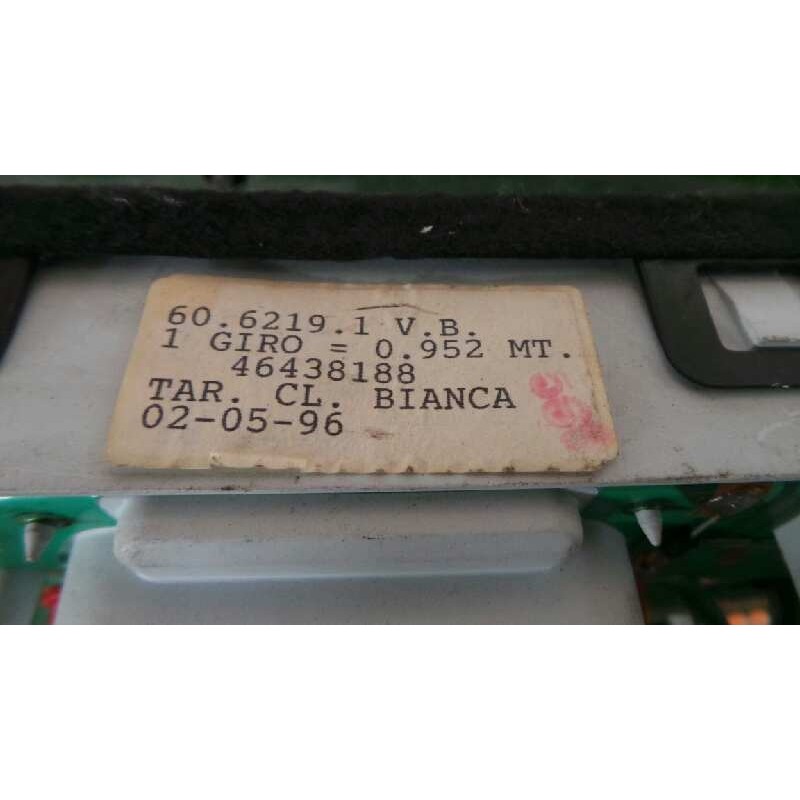 60.6219.1 V.B.
1 GIRO = 0.952 MT.
46438188
TAR. CL. BIANCA
02-05-96